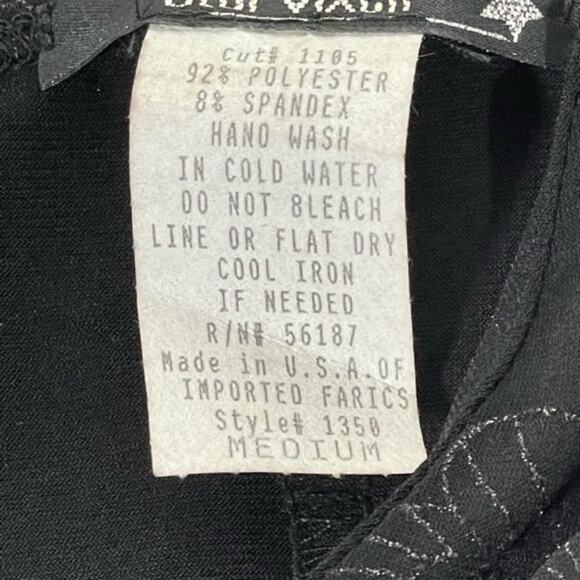 Cut# 1105
92% POLYESTER
8% SPANDEX
HAND WASH
IN COLD WATER
DO NOT BLEACH
LINE OR FLAT DRY
COOL IRON
IF NEEDED
R/N# 56187
Made in U.S.A.OF
IMPORTED FARICS
Style# 1350
MEDIUM